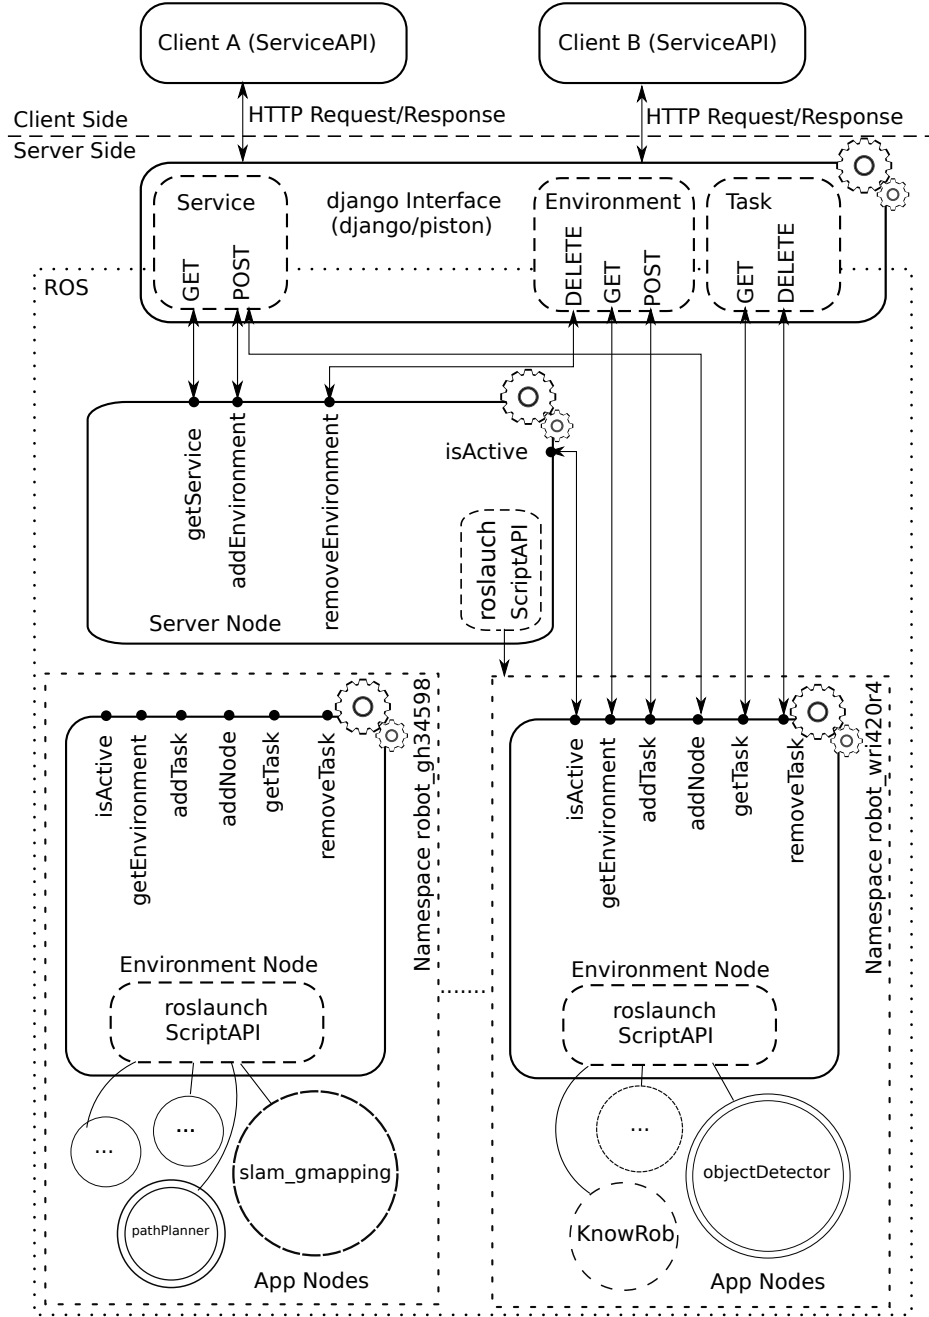 Client A (ServiceAPI)
Client B (ServiceAPI)
HTTP Request/Response
HTTP Request/Response
Client Side
Server Side
Service
django Interface
(django/piston)
Environment
Task
GET
POST
DELETE
GET
POST
GET
DELETE
ROS
getService
addEnvironment
removeEnvironment
isActive
roslauch
ScriptAPI
Server Node
Namespace robot_gh34598
isActive
getEnvironment
addTask
addNode
getTask
removeTask
Environment Node
roslaunch
ScriptAPI
...
...
slam_gmapping
pathPlanner
App Nodes
.......
Namespace robot_wri420r4
isActive
getEnvironment
addTask
addNode
getTask
removeTask
Environment Node
roslaunch
ScriptAPI
...
objectDetector
KnowRob
App Nodes